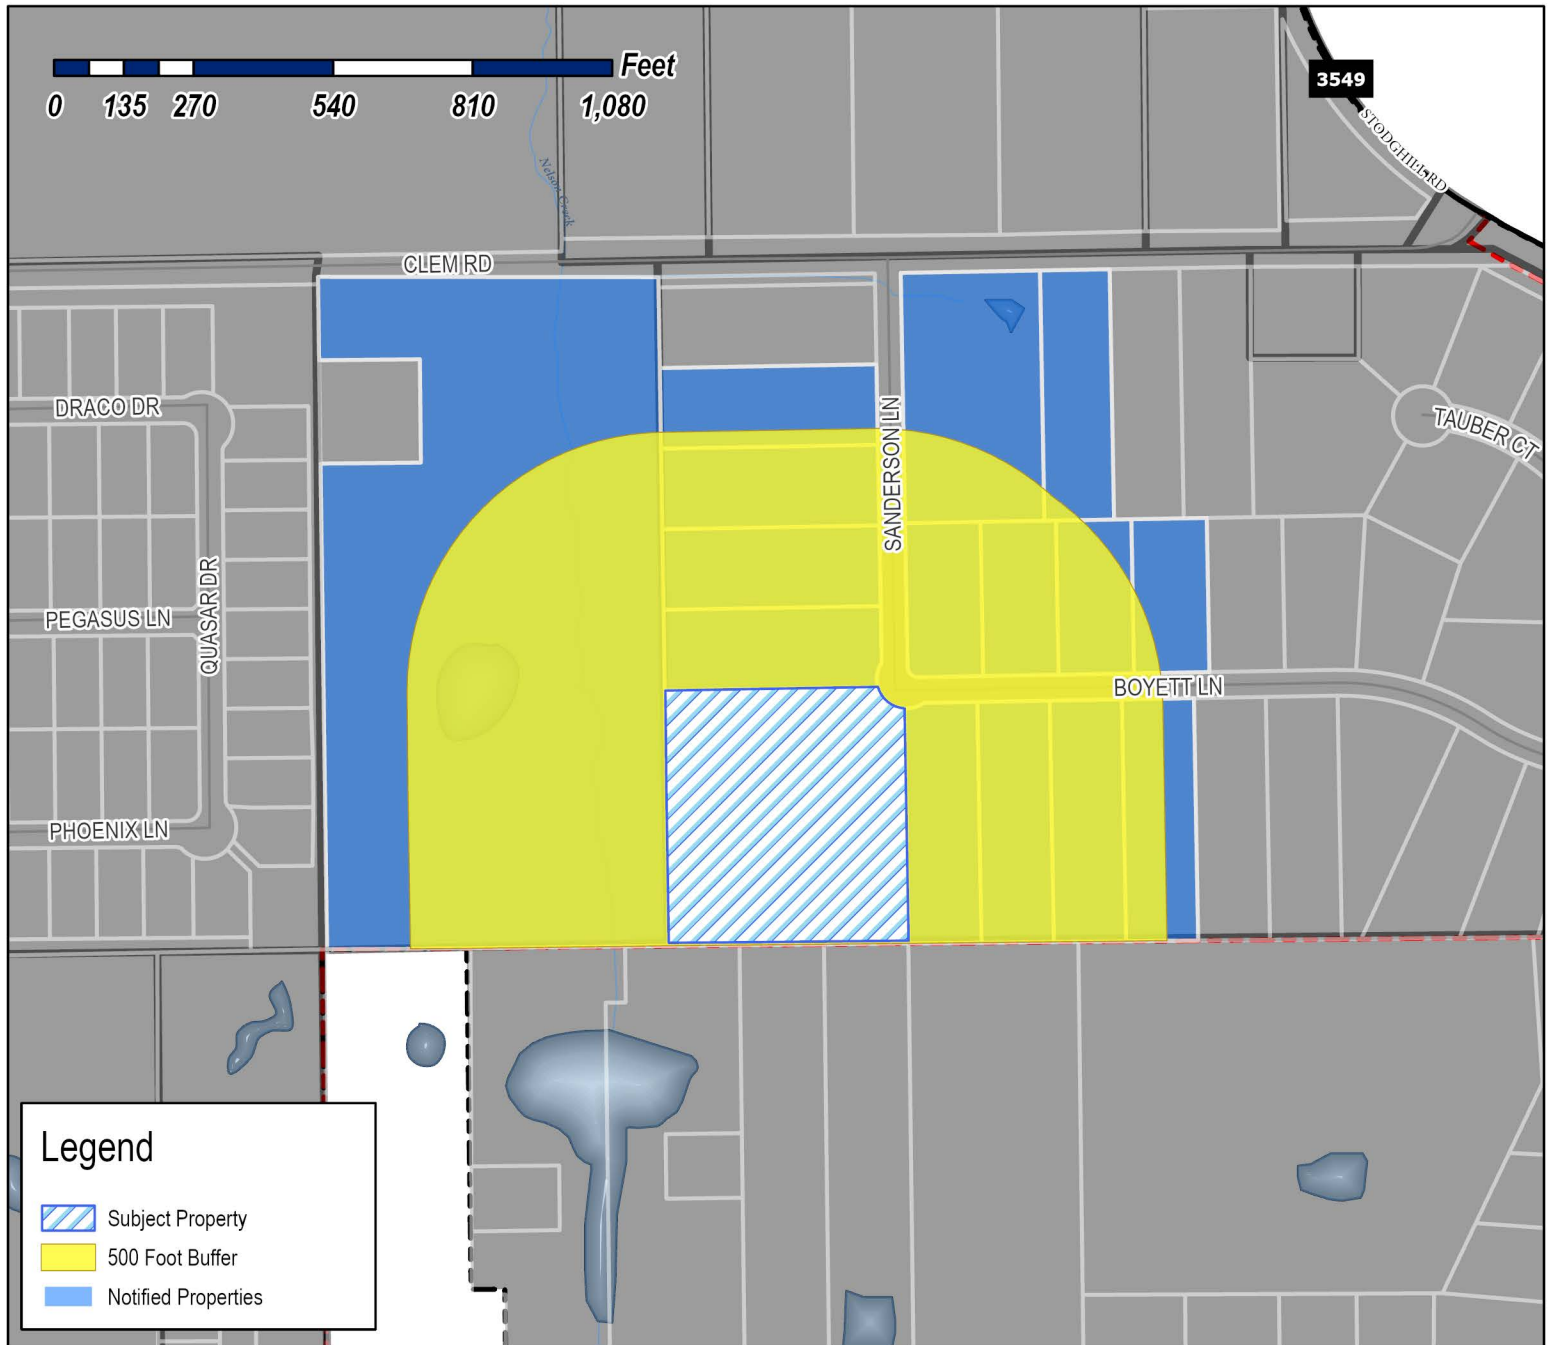 Feet
0 135 270 540 810 1,080
3549
STODGHILL RD
Nelson Creek
CLEM RD
DRACO DR
TAUBER CT
SANDERSON LN
QUASAR DR
PEGASUS LN
BOYETT LN
PHOENIX LN
Legend
Subject Property
500 Foot Buffer
Notified Properties